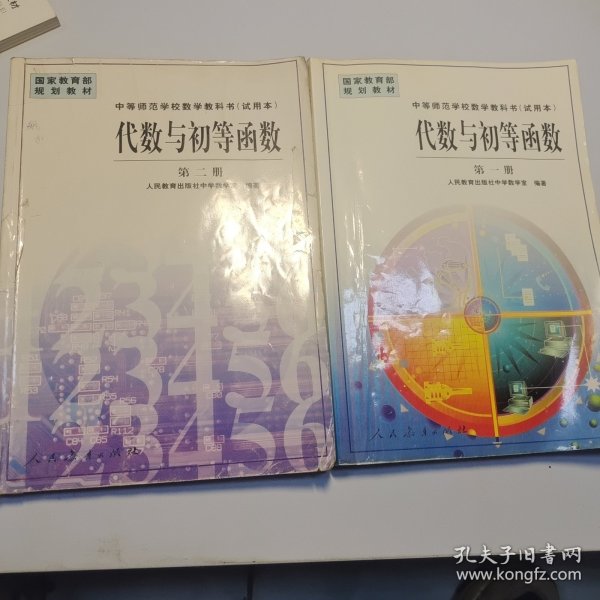 国家教育部
规划教材
中等师范学校数学教科书(试用本)
代数与初等函数
第二册
人民教育出版社中学数学室 编著
123456
人民教育出版社
国家教育部
规划教材
中等师范学校数学教科书(试用本)
代数与初等函数
第一册
人民教育出版社中学数学室 编著
人民教育出版社
孔夫子旧书网
www.kongfz.com